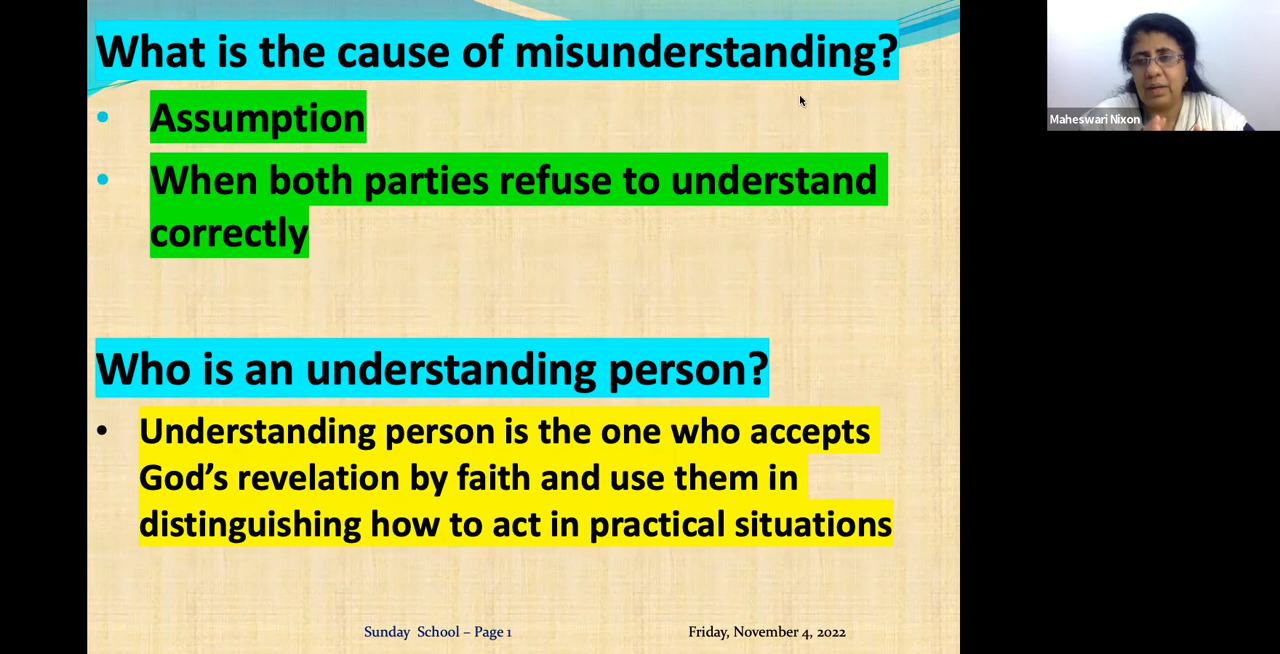 What is the cause of misunderstanding?
• Assumption
• When both parties refuse to understand
correctly
Who is an understanding person?
• Understanding person is the one who accepts
God’s revelation by faith and use them in
distinguishing how to act in practical situations
Sunday School – Page 1
Friday, November 4, 2022
Maheswari Nixon